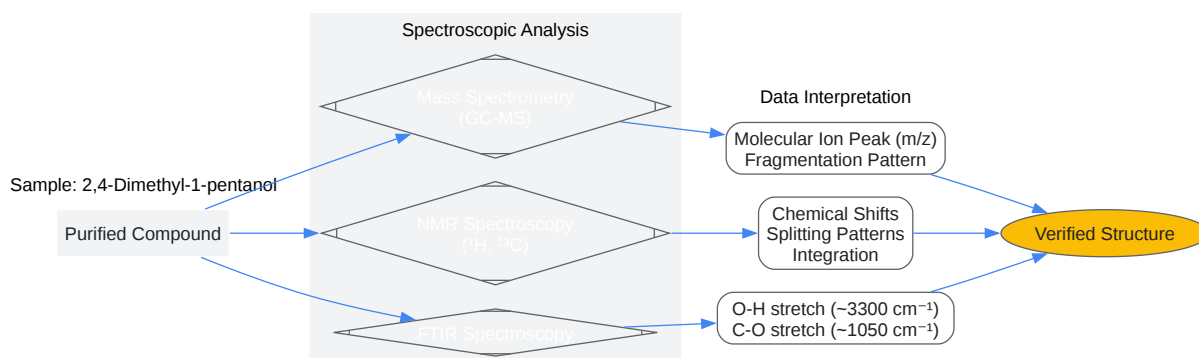 Spectroscopic Analysis
Mass Spectrometry
(GC-MS)
Data Interpretation
Molecular Ion Peak (m/z)
Fragmentation Pattern
Sample: 2,4-Dimethyl-1-pentanol
Purified Compound
NMR Spectroscopy
(¹H, ¹³C)
Chemical Shifts
Splitting Patterns
Integration
Verified Structure
FTIR Spectroscopy
O-H stretch (~3300 cm⁻¹)
C-O stretch (~1050 cm⁻¹)